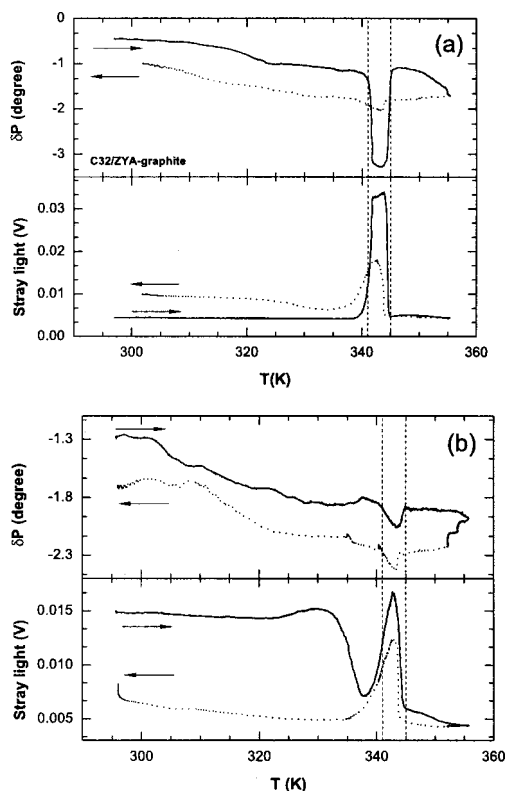 (a)
0
-1
-2
-3
δP (degree)
C32/ZYA-graphite
0.03
0.02
0.01
0.00
Stray light (V)
300 320 340 360
T(K)
(b)
-1.3
-1.8
-2.3
δP (degree)
0.015
0.010
0.005
Stray light (V)
300 320 340 360
T (K)